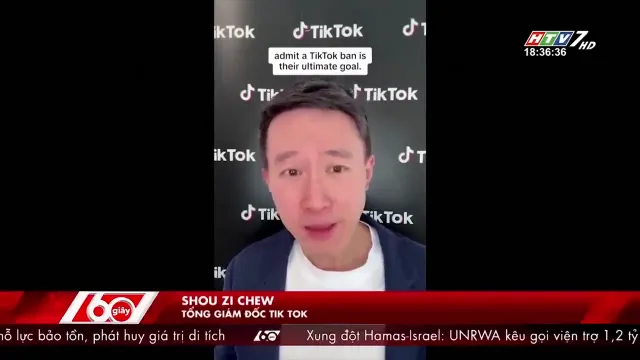 HTV7 HD
18:36:36
TikTok
admit a TikTok ban is
their ultimate goal.
TikTok
TikTok
TikTok
TikTok
TikTok
TikTok
60 giây
SHOU ZI CHEW
TỔNG GIÁM ĐỐC TIK TOK
lực bảo tồn, phát huy giá trị di tích 60 Xung đột Hamas-Israel: UNRWA kêu gọi viện trợ 1,2 tỷ